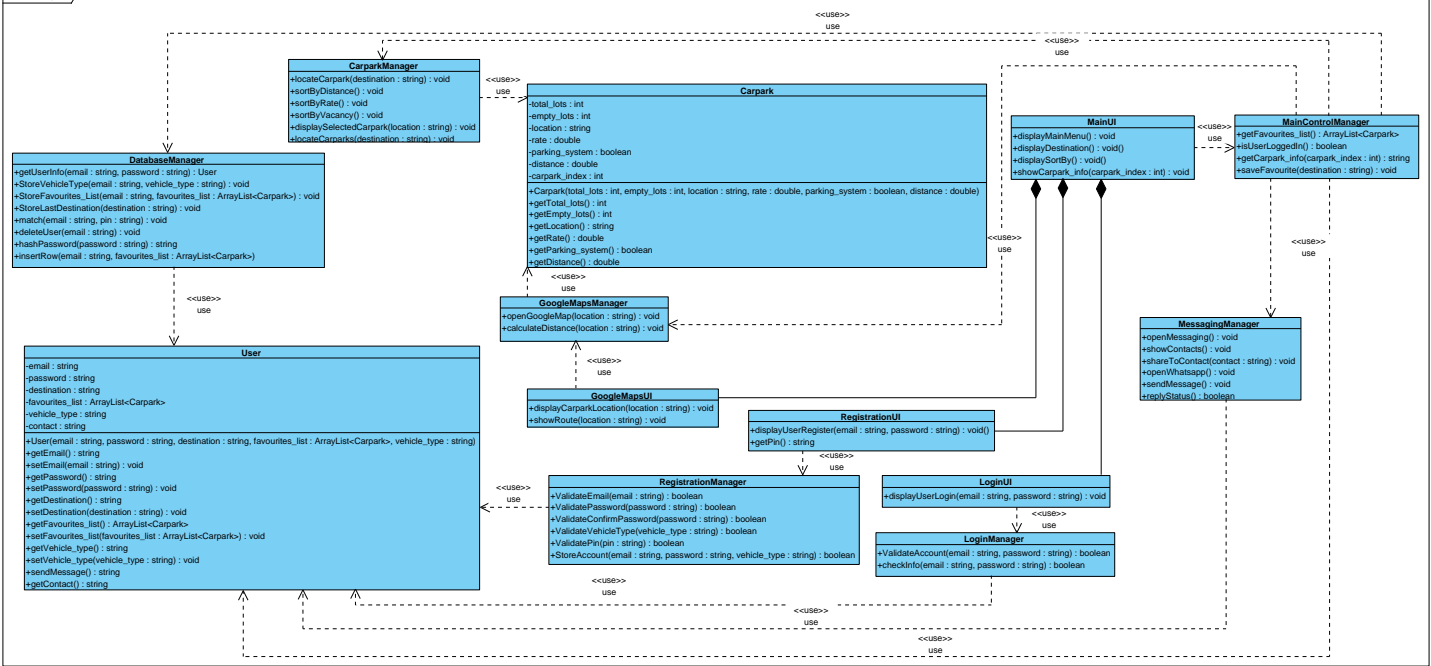 <<use>>
use
<<use>>
use
CarparkManager
+locateCarpark(destination : string) : void
+sortByDistance() : void
+sortByRate() : void
+sortByVacancy() : void
+displaySelectedCarpark(location : string) : void
+locateCarparks(destination : string) : void
<<use>>
use
Carpark
-total_lots : int
-empty_lots : int
-location : string
-rate : double
-parking_system : boolean
-distance : double
-carpark_index : int
+Carpark(total_lots : int, empty_lots : int, location : string, rate : double, parking_system : boolean, distance : double)
+getTotal_lots() : int
+getEmpty_lots() : int
+getLocation() : string
+getRate() : double
+getParking_system() : boolean
+getDistance() : double
MainUI
+displayMainMenu() : void
+displayDestination() : void()
+displaySortBy() : void()
+showCarpark_info(carpark_index : int) : void
<<use>>
use
MainControlManager
+getFavourites_list() : ArrayList<Carpark>
+isUserLoggedIn() : boolean
+getCarpark_info(carpark_index : int) : string
+saveFavourite(destination : string) : void
DatabaseManager
+getUserInfo(email : string, password : string) : User
+StoreVehicleType(email : string, vehicle_type : string) : void
+StoreFavourites_List(email : string, favourites_list : ArrayList<Carpark>) : void
+StoreLastDestination(destination : string) : void
+match(email : string, pin : string) : void
+deleteUser(email : string) : void
+hashPassword(password : string) : string
+insertRow(email : string, favourites_list : ArrayList<Carpark>)
<<use>>
use
<<use>>
use
<<use>>
use
GoogleMapsManager
+openGoogleMap(location : string) : void
+calculateDistance(location : string) : void
MessagingManager
+openMessaging() : void
+showContacts() : void
+shareToContact(contact : string) : void
+openWhatsapp() : void
+sendMessage() : void
+replyStatus() : boolean
<<use>>
use
User
-email : string
-password : string
-destination : string
-favourites_list : ArrayList<Carpark>
-vehicle_type : string
-contact : string
+User(email : string, password : string, destination : string, favourites_list : ArrayList<Carpark>, vehicle_type : string)
+getEmail() : string
+setEmail(email : string) : void
+getPassword() : string
+setPassword(password : string) : void
+getDestination() : string
+setDestination(destination : string) : void
+getFavourites_list() : ArrayList<Carpark>
+setFavourites_list(favourites_list : ArrayList<Carpark>) : void
+getVehicle_type() : string
+setVehicle_type(vehicle_type : string) : void
+sendMessage() : string
+getContact() : string
GoogleMapsUI
+displayCarparkLocation(location : string) : void
+showRoute(location : string) : void
RegistrationUI
+displayUserRegister(email : string, password : string) : void()
+getPin() : string
<<use>>
use
<<use>>
use
RegistrationManager
+ValidateEmail(email : string) : boolean
+ValidatePassword(password : string) : boolean
+ValidateConfirmPassword(password : string) : boolean
+ValidateVehicleType(vehicle_type : string) : boolean
+ValidatePin(pin : string) : boolean
+StoreAccount(email : string, password : string, vehicle_type : string) : boolean
LoginUI
+displayUserLogin(email : string, password : string) : void
<<use>>
use
LoginManager
+ValidateAccount(email : string, password : string) : boolean
+checkInfo(email : string, password : string) : boolean
<<use>>
use
<<use>>
use
<<use>>
use